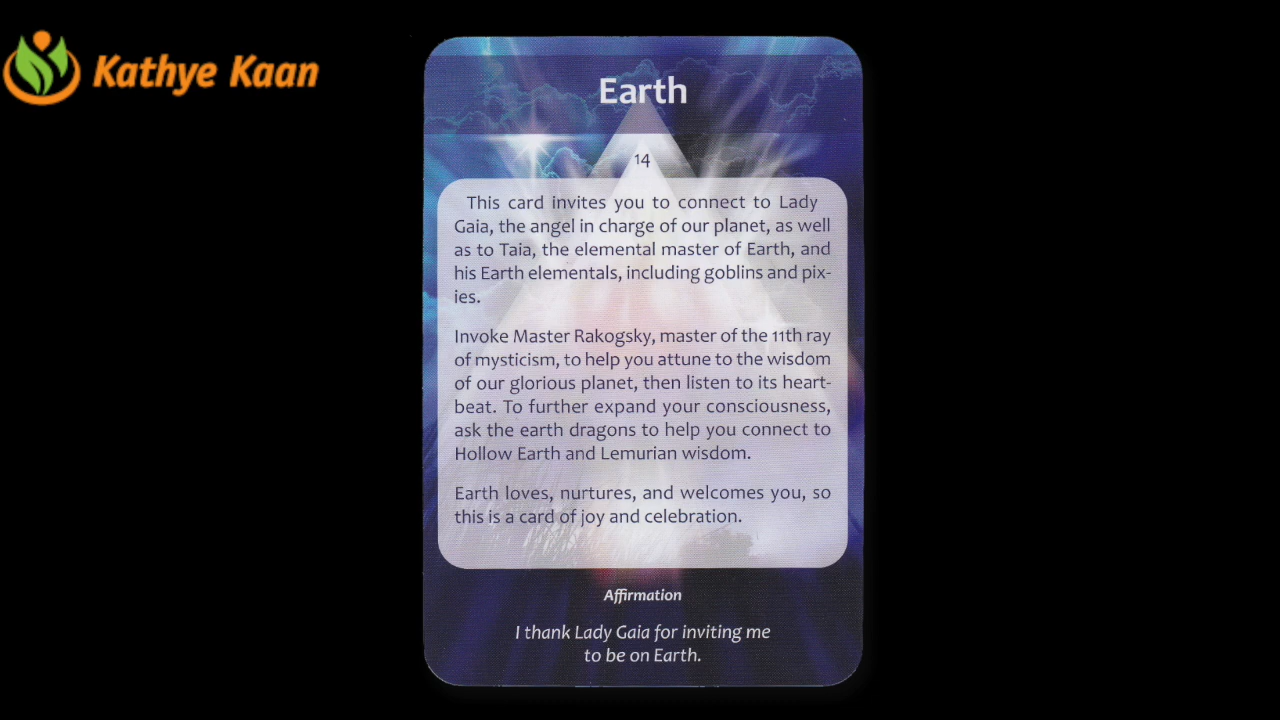 Kathye Kaan
Earth
14
This card invites you to connect to Lady
Gaia, the angel in charge of our planet, as well
as to Taia, the elemental master of Earth, and
his Earth elementals, including goblins and pix-
ies.
Invoke Master Rakogsky, master of the 11th ray
of mysticism, to help you attune to the wisdom
of our glorious planet, then listen to its heart-
beat. To further expand your consciousness,
ask the earth dragons to help you connect to
Hollow Earth and Lemurian wisdom.
Earth loves, nurtures, and welcomes you, so
this is a card of joy and celebration.
Affirmation
I thank Lady Gaia for inviting me
to be on Earth.